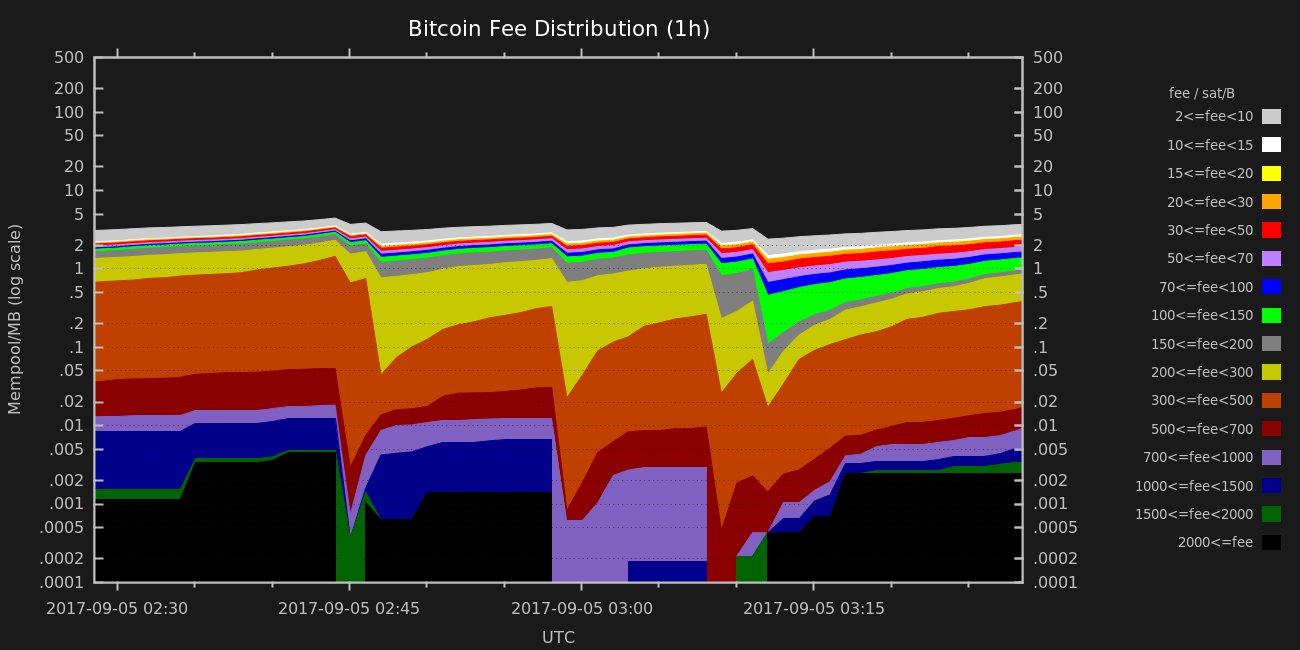 Bitcoin Fee Distribution (1h)
500 500
200 200
100 100
50 50
20 20
10 10
5 5
2 2
1 1
.5 .5
.2 .2
.1 .1
.05 .05
.02 .02
.01 .01
.005 .005
.002 .002
.001 .001
.0005 .0005
.0002 .0002
.0001 .0001
Mempool/MB (log scale)
2017-09-05 02:30 2017-09-05 02:45 2017-09-05 03:00 2017-09-05 03:15
UTC
fee / sat/B
2<=fee<10
10<=fee<15
15<=fee<20
20<=fee<30
30<=fee<50
50<=fee<70
70<=fee<100
100<=fee<150
150<=fee<200
200<=fee<300
300<=fee<500
500<=fee<700
700<=fee<1000
1000<=fee<1500
1500<=fee<2000
2000<=fee